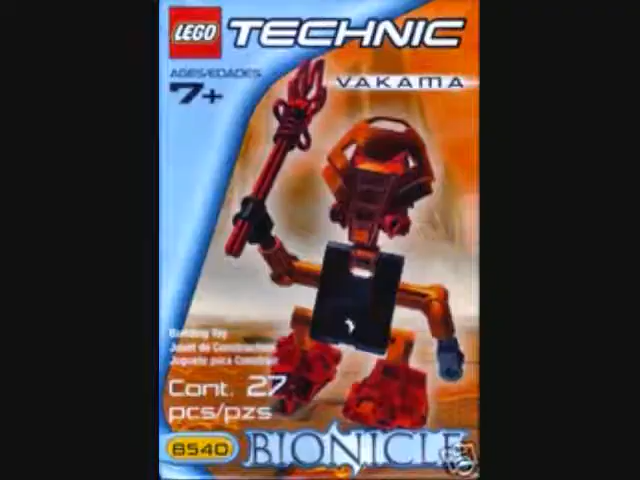 LEGO TECHNIC
VAKAMA
AGES/EDADES
7+
Building Toy
Jouet de Construction
Juguete para Construir
Cont. 27
pcs/pzs
8540 BIONICLE